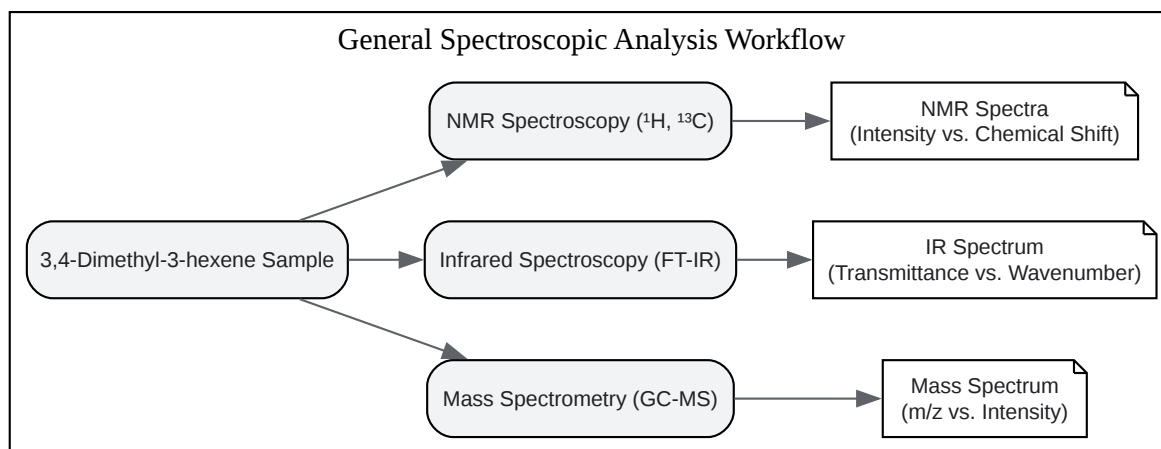 General Spectroscopic Analysis Workflow
NMR Spectroscopy (¹H, ¹³C)
NMR Spectra
(Intensity vs. Chemical Shift)
3,4-Dimethyl-3-hexene Sample
Infrared Spectroscopy (FT-IR)
IR Spectrum
(Transmittance vs. Wavenumber)
Mass Spectrometry (GC-MS)
Mass Spectrum
(m/z vs. Intensity)